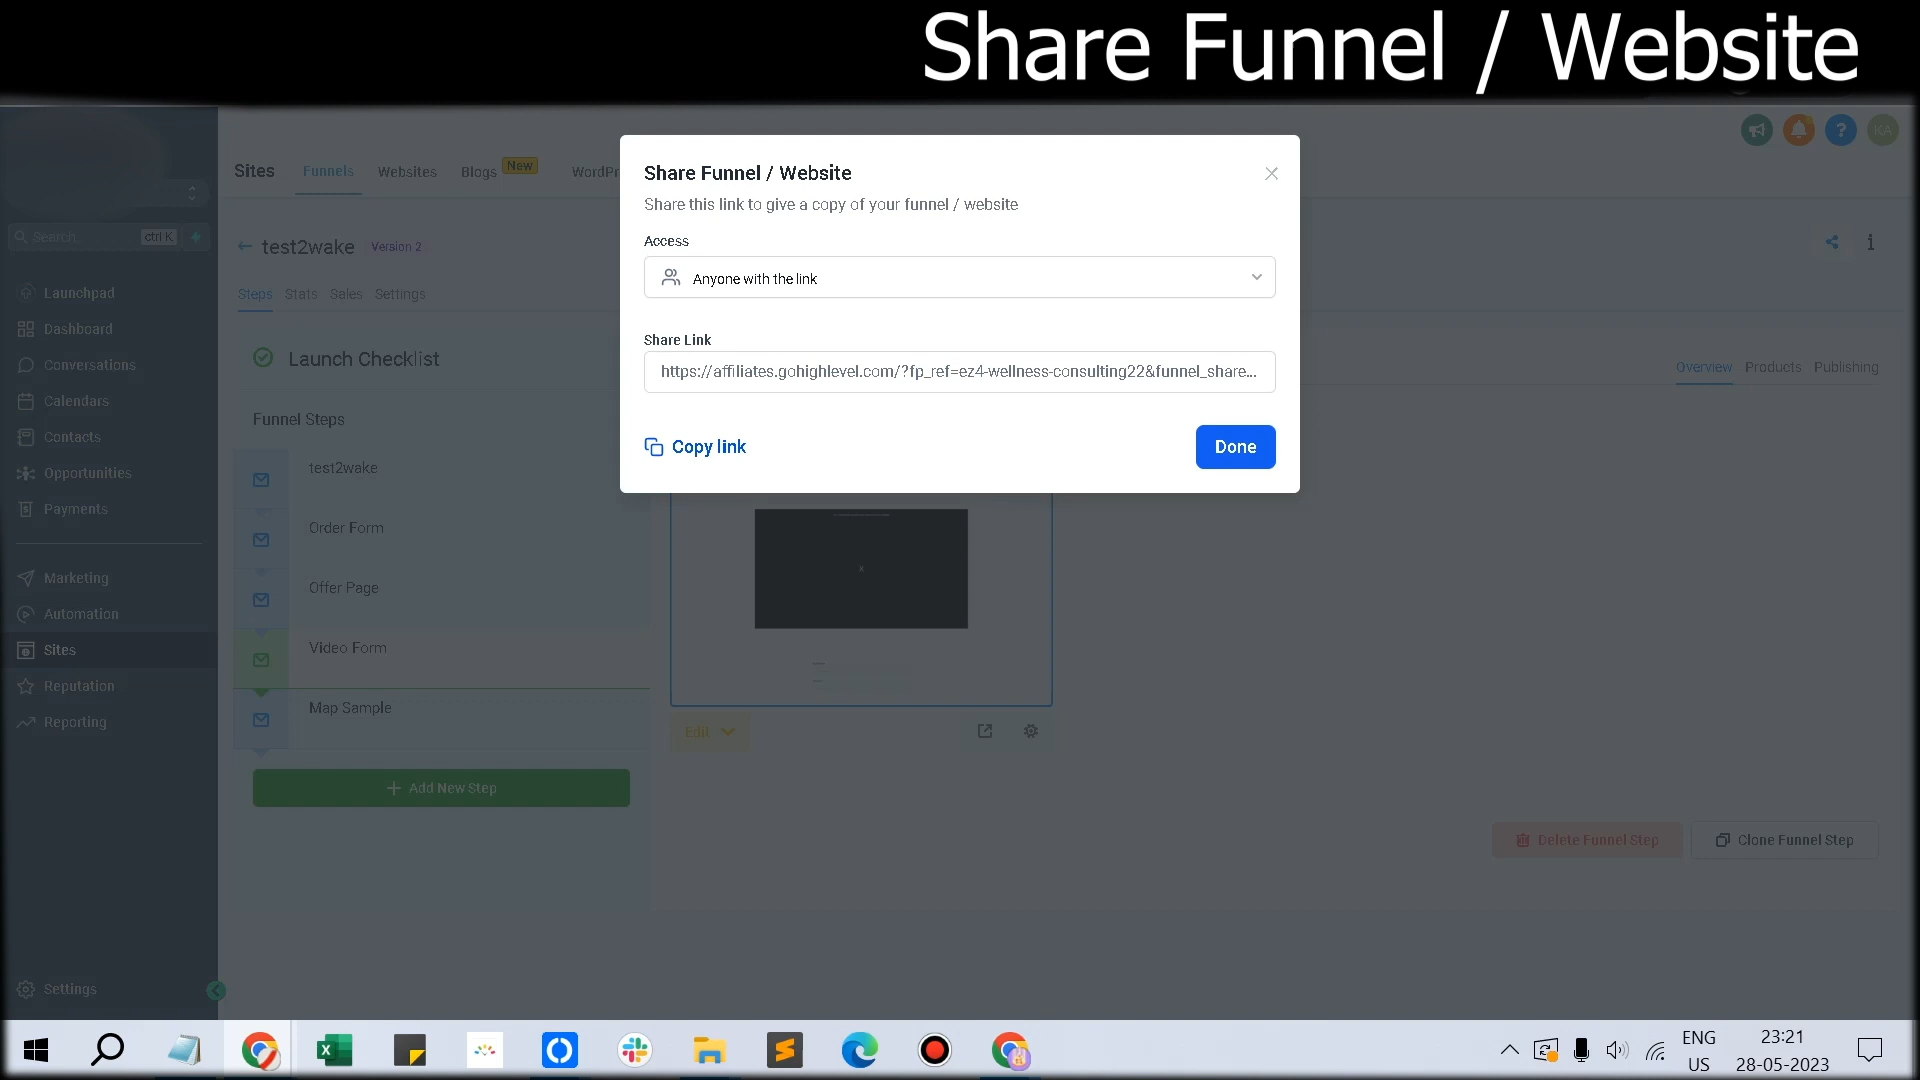 Share Funnel / Website
Sites
Funnels
Websites
Blogs
New
WordPr
KA
Share Funnel / Website
Share this link to give a copy of your funnel / website
Access
Anyone with the link
Share Link
https://affiliates.gohighlevel.com/?fp_ref=ez4-wellness-consulting22&funnel_share...
Copy link
Done
Search
ctrl K
test2wake
Version 2
Steps
Stats
Sales
Settings
Launch Checklist
Overview
Products
Publishing
Funnel Steps
test2wake
Order Form
Offer Page
Video Form
Map Sample
Add New Step
Edit
Delete Funnel Step
Clone Funnel Step
Launchpad
Dashboard
Conversations
Calendars
Contacts
Opportunities
Payments
Marketing
Automation
Sites
Reputation
Reporting
Settings
ENG
US
23:21
28-05-2023